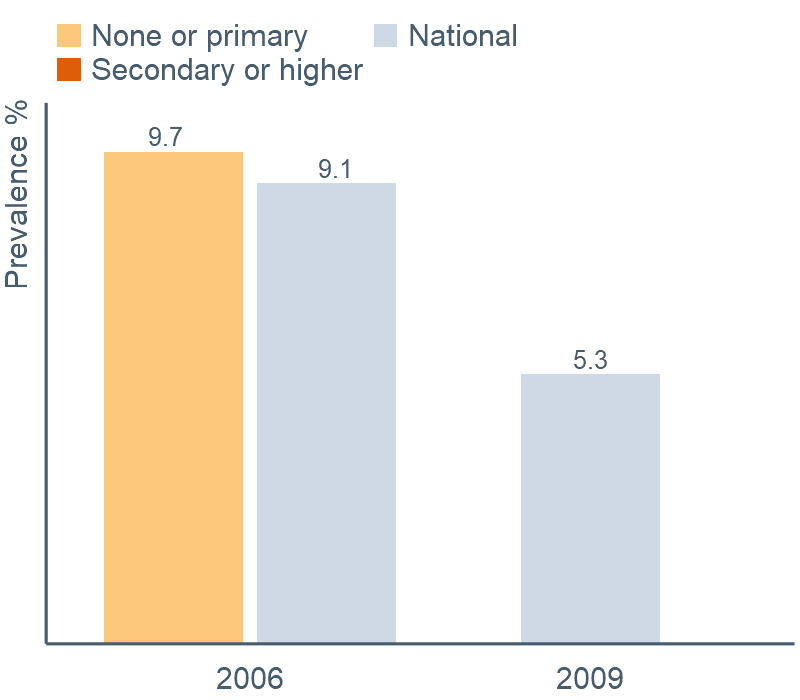 None or primary
National
Secondary or higher
Prevalence %
9.7
9.1
5.3
2006
2009